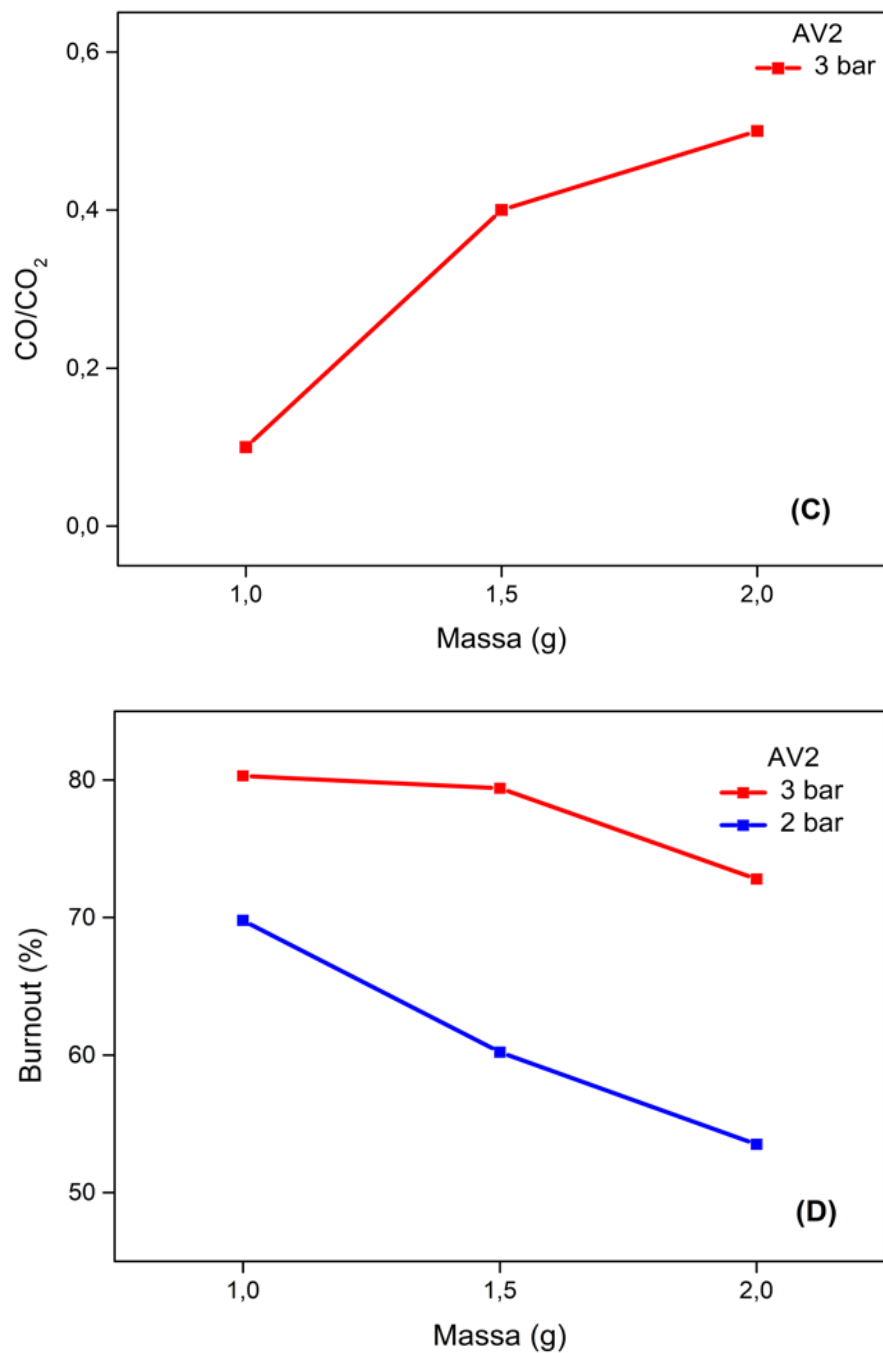 AV2
3 bar
0,6
0,4
0,2
0,0
CO/CO₂
(C)
1,0 1,5 2,0
Massa (g)
AV2
3 bar
2 bar
80
70
60
50
Burnout (%)
(D)
1,0 1,5 2,0
Massa (g)